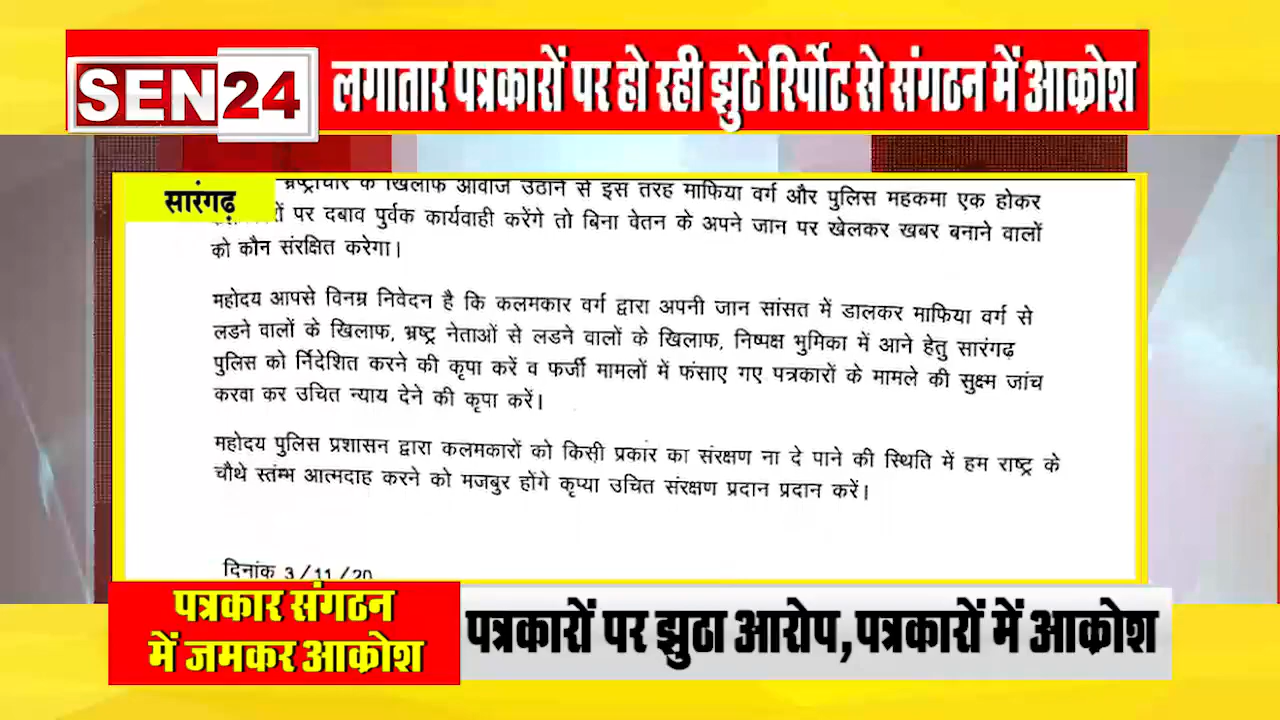 SEN24
लगातार पत्रकारों पर हो रही झुठे रिर्पोट से संगठन में आक्रोश
सारंगढ़
भ्रष्टाचार के खिलाफ आवाज उठाने से इस तरह माफिया वर्ग और पुलिस महकमा एक होकर
पर दबाव पुर्वक कार्यवाही करेंगे तो बिना वेतन के अपने जान पर खेलकर खबर बनाने वालों
को कौन संरक्षित करेगा।
महोदय आपसे विनम्र निवेदन है कि कलमकार वर्ग द्वारा अपनी जान सांसत में डालकर माफिया वर्ग से
लडने वालों के खिलाफ, भ्रष्ट्र नेताओं से लडने वालों के खिलाफ, निष्पक्ष भुमिका में आने हेतु सारंगढ़
पुलिस को र्निदेशित करने की कृपा करें व फर्जी मामलों में फंसाए गए पत्रकारों के मामले की सुक्ष्म जांच
करवा कर उचित न्याय देने की कृपा करें।
महोदय पुलिस प्रशासन द्वारा कलमकारों को किसी प्रकार का संरक्षण ना दे पाने की स्थिति में हम राष्ट्र के
चौथे स्तंम्भ आत्मदाह करने को मजबुर होंगे कृप्या उचित संरक्षण प्रदान प्रदान करें।
दिनांक 3/11/20
पत्रकार संगठन
में जमकर आक्रोश
पत्रकारों पर झुठा आरोप,पत्रकारों में आक्रोश